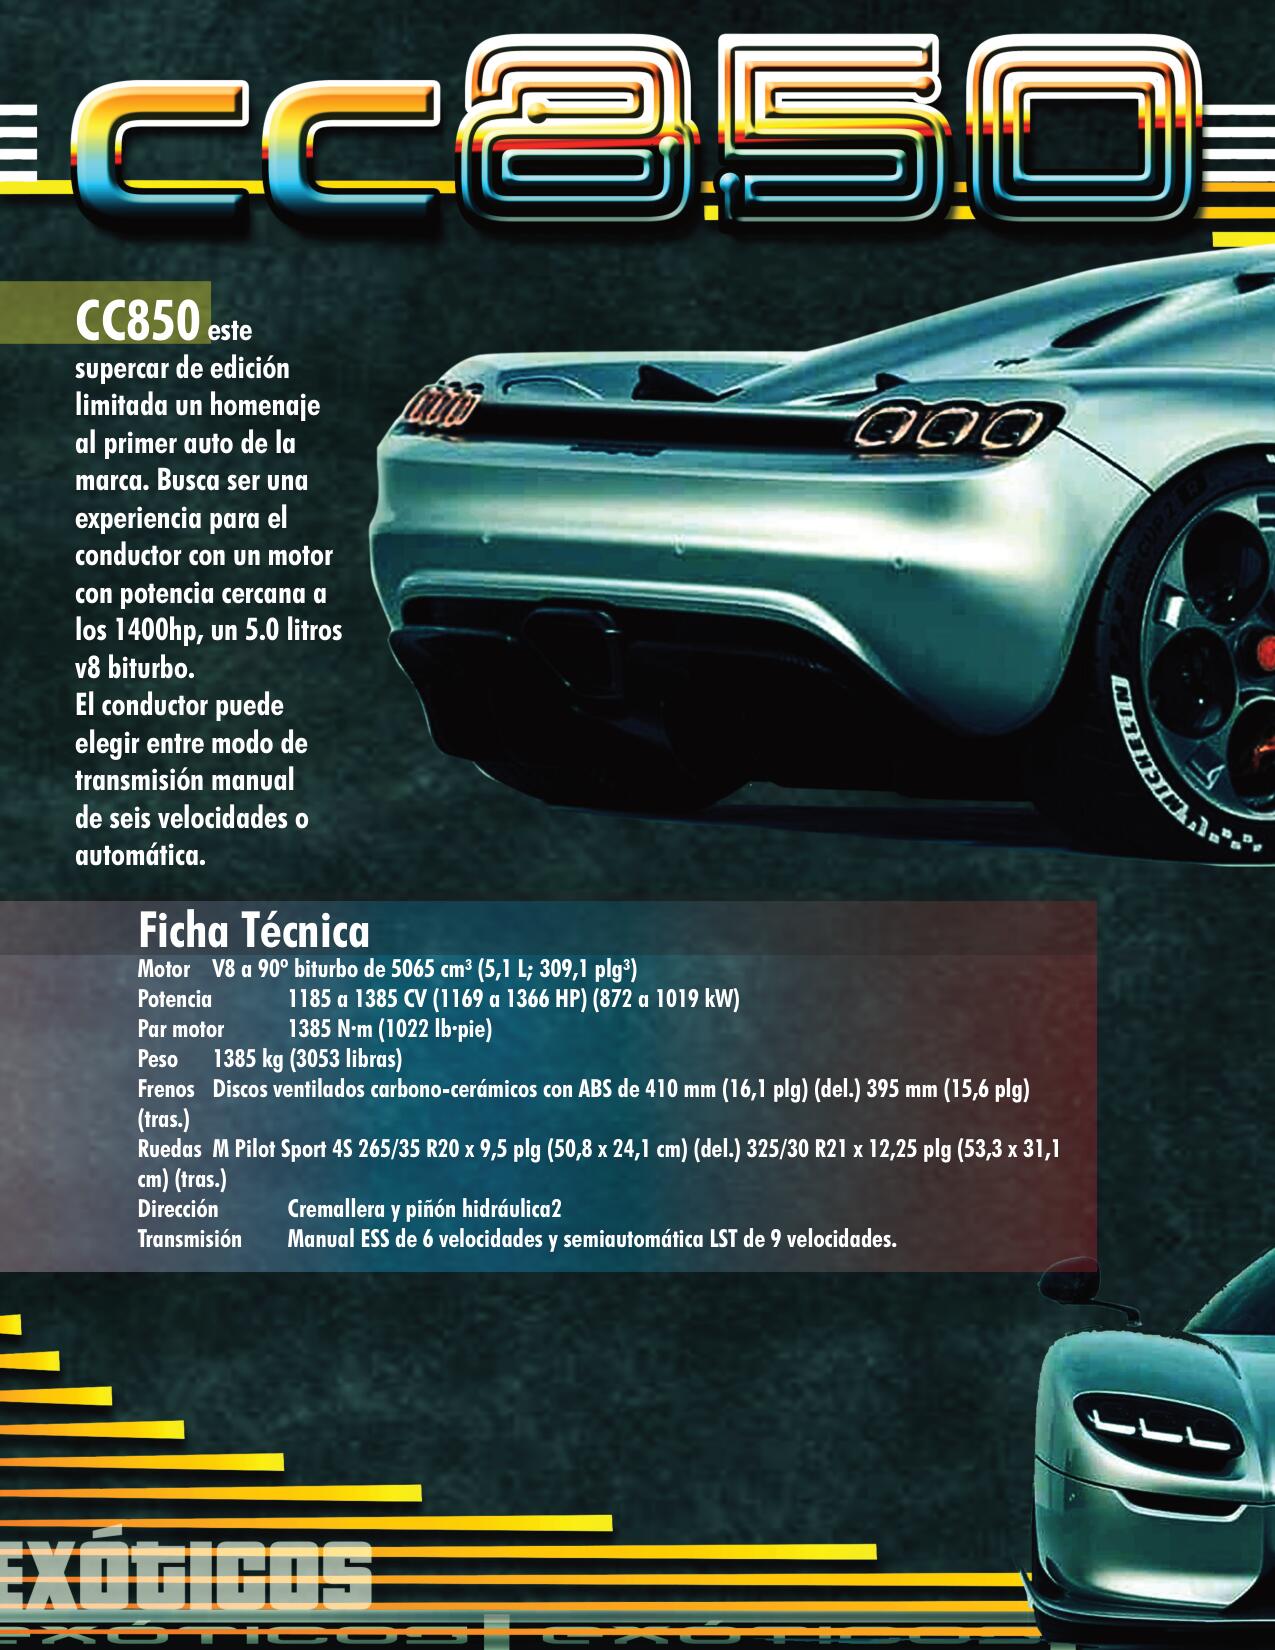 CC850
CC850 este
supercar de edición
limitada un homenaje
al primer auto de la
marca. Busca ser una
experiencia para el
conductor con un motor
con potencia cercana a
los 1400hp, un 5.0 litros
v8 biturbo.
El conductor puede
elegir entre modo de
transmisión manual
de seis velocidades o
automática.
CUP 2 R
MICHELIN
Ficha Técnica
Motor V8 a 90º biturbo de 5065 cm³ (5,1 L; 309,1 plg³)
Potencia 1185 a 1385 CV (1169 a 1366 HP) (872 a 1019 kW)
Par motor 1385 N·m (1022 lb·pie)
Peso 1385 kg (3053 libras)
Frenos Discos ventilados carbono-cerámicos con ABS de 410 mm (16,1 plg) (del.) 395 mm (15,6 plg)
(tras.)
Ruedas M Pilot Sport 4S 265/35 R20 x 9,5 plg (50,8 x 24,1 cm) (del.) 325/30 R21 x 12,25 plg (53,3 x 31,1
cm) (tras.)
Dirección Cremallera y piñón hidráulica2
Transmisión Manual ESS de 6 velocidades y semiautomática LST de 9 velocidades.
EXÓTICOS
EXÓTICOS | EXÓTICOS